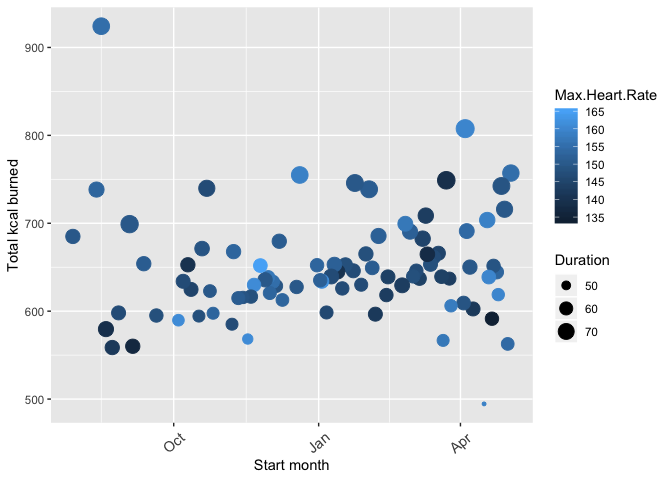 900
800
700
600
500
Total kcal burned
Oct
Jan
Apr
Start month
Max.Heart.Rate
165
160
155
150
145
140
135
Duration
50
60
70